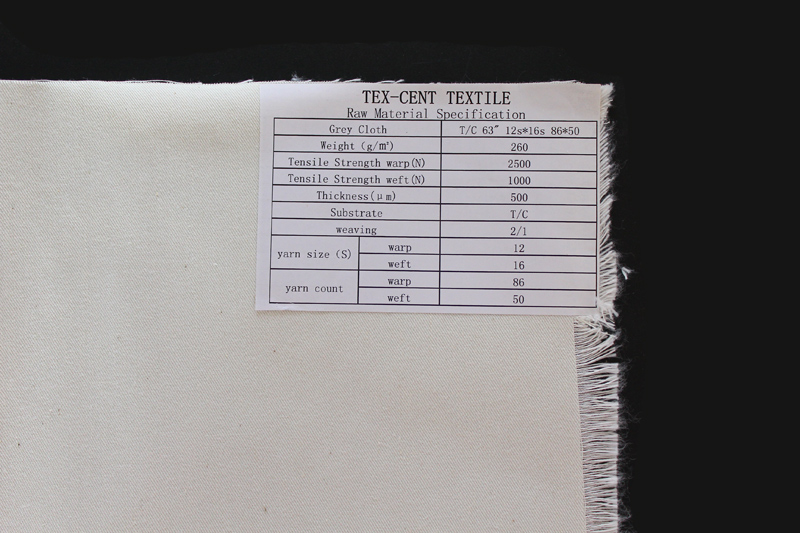 TEX-CENT TEXTILE
Raw Material Specification
Grey Cloth T/C 63″ 12s*16s 86*50
Weight (g/m²) 260
Tensile Strength warp(N) 2500
Tensile Strength weft(N) 1000
Thickness(μm) 500
Substrate T/C
weaving 2/1
yarn size (S) warp 12
weft 16
yarn count warp 86
weft 50